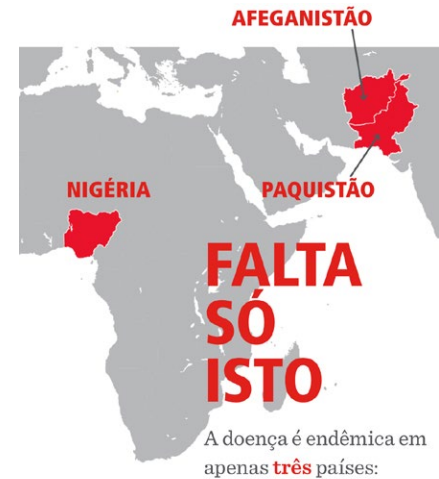 AFEGANISTÃO
NIGÉRIA
PAQUISTÃO
FALTA
SÓ
ISTO
A doença é endêmica em
apenas três países: